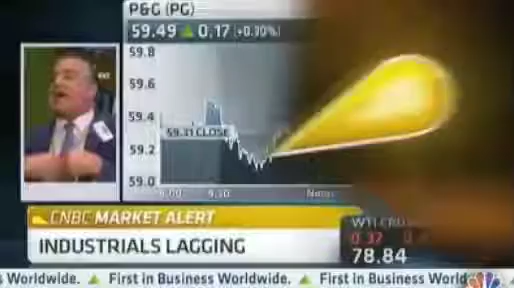 P&G (PG)
59.49 ▲ 0.17 (+0.30%)
59.8
59.6
59.4
59.31 CLOSE
59.2
59.0
9:30
CNBC MARKET ALERT
INDUSTRIALS LAGGING
WTI CRU
0.37
78.84
s Worldwide. ▲ First in Business Worldwide. ▲ First in Business World